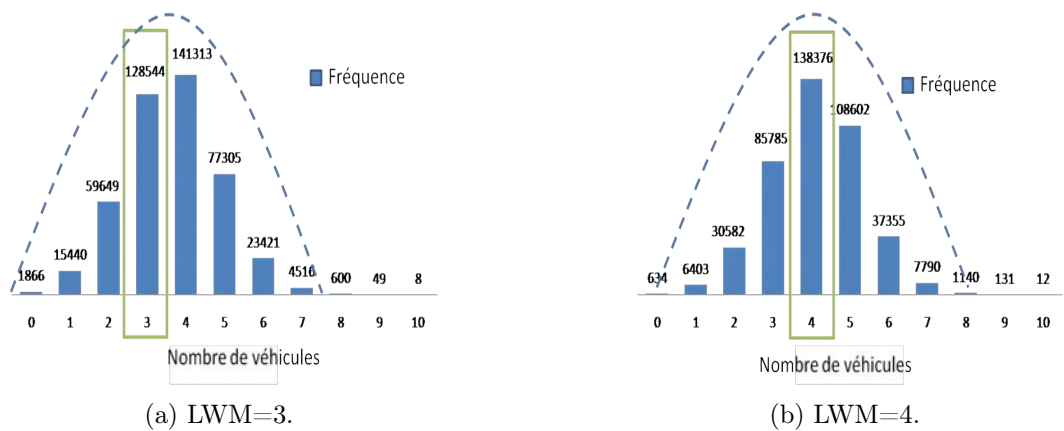 141313
128544
Fréquence
77305
59649
23421
15440
4516
1866
600
49
8
0 1 2 3 4 5 6 7 8 9 10
Nombre de véhicules
(a) LWM=3.
138376
Fréquence
108602
85785
37355
30582
7790
6403
1140
634
131
12
0 1 2 3 4 5 6 7 8 9 10
Nombre de véhicules
(b) LWM=4.